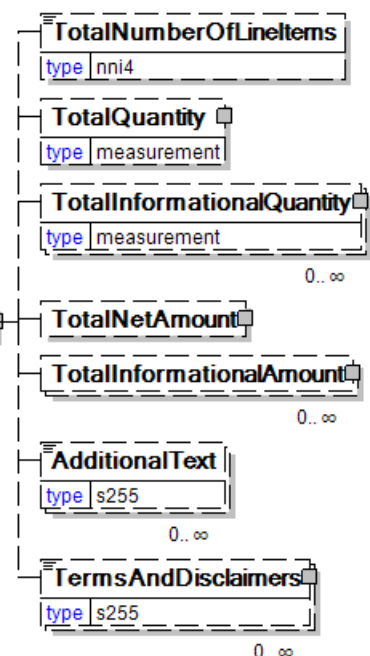 TotalNumberOfLineItems
type nni4
TotalQuantity
type measurement
TotalInformationalQuantity
type measurement
0.. ∞
TotalNetAmount
TotalInformationalAmount
0.. ∞
AdditionalText
type s255
0.. ∞
TermsAndDisclaimers
type s255
0.. ∞